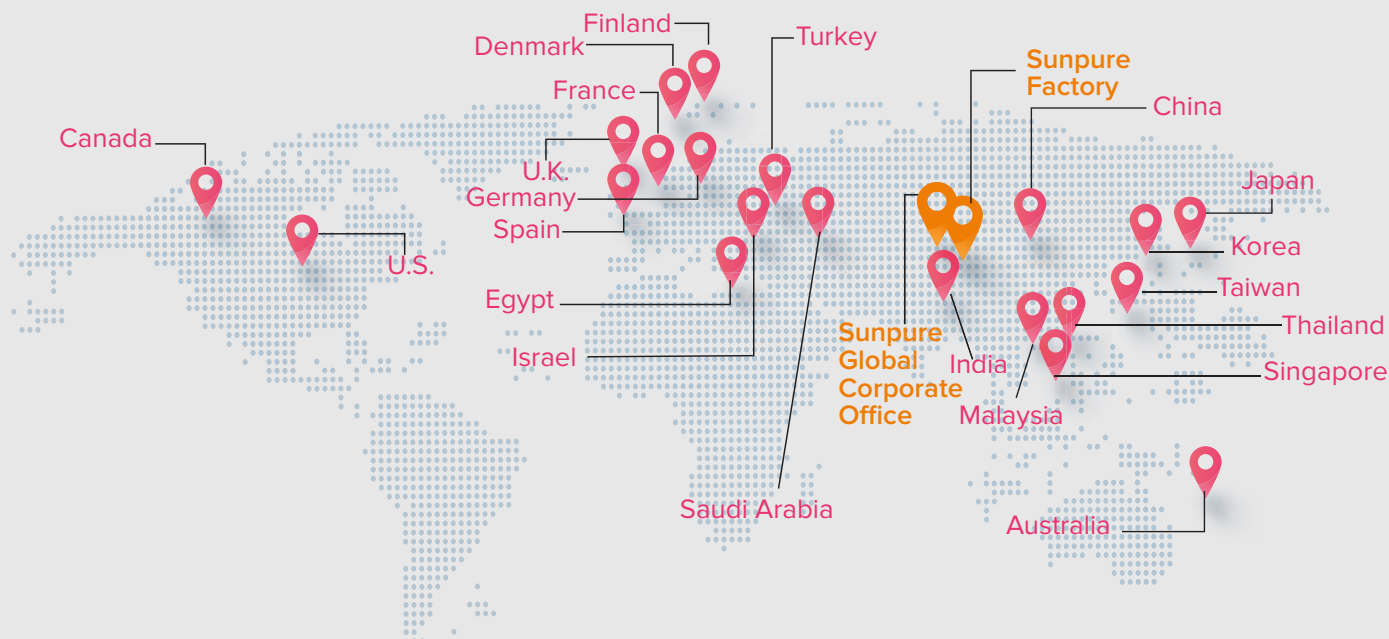 Finland
Denmark
Turkey
Sunpure
Factory
France
China
Canada
U.K.
Germany
Japan
Spain
Korea
U.S.
Taiwan
Egypt
Thailand
Sunpure
Global
Corporate
Office
Israel
India
Singapore
Malaysia
Saudi Arabia
Australia